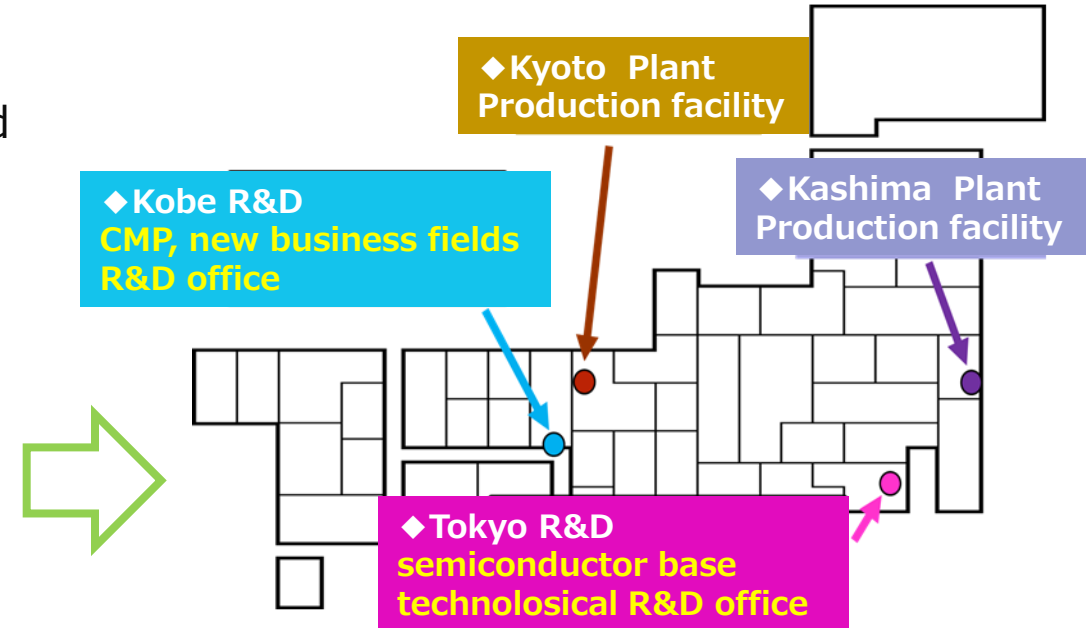 ◆Kyoto Plant
Production facility
◆Kobe R&D
CMP, new business fields
R&D office
◆Kashima Plant
Production facility
◆Tokyo R&D
semiconductor base
technolosical R&D office